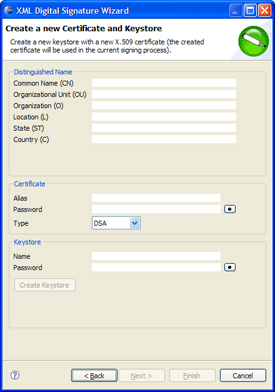 XML Digital Signature Wizard
Create a new Certificate and Keystore
Create a new keystore with a new X.509 certificate (the created
certificate will be used in the current signing process).
Distinguished Name
Common Name (CN)
Organizational Unit (OU)
Organization (O)
Location (L)
State (ST)
Country (C)
Certificate
Alias
Password
Type DSA
Keystore
Name
Password
Create Keystore
? < Back Next > Finish Cancel